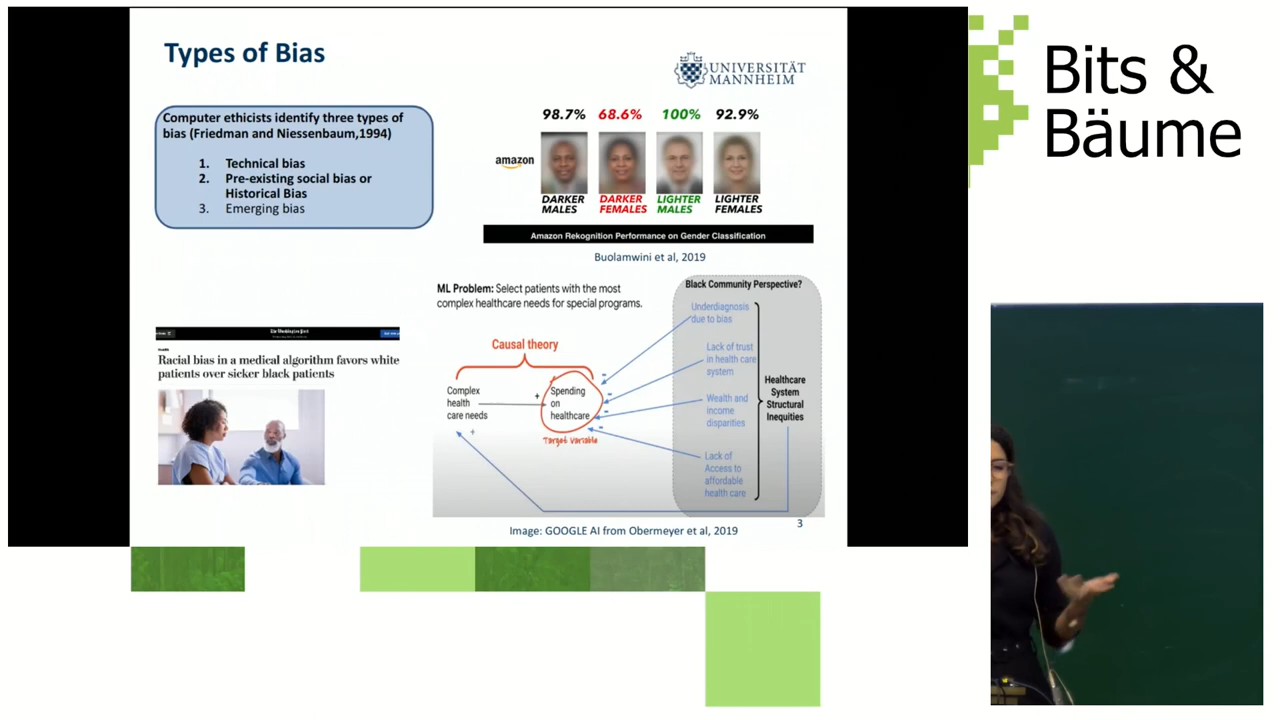 Types of Bias
UNIVERSITÄT
MANNHEIM
Computer ethicists identify three types of
bias (Friedman and Niessenbaum,1994)
1. Technical bias
2. Pre-existing social bias or
Historical Bias
3. Emerging bias
98.7% 68.6% 100% 92.9%
amazon
DARKER DARKER LIGHTER LIGHTER
MALES FEMALES MALES FEMALES
Amazon Rekognition Performance on Gender Classification
Buolamwini et al, 2019
ML Problem: Select patients with the most
complex healthcare needs for special programs.
Causal theory
Complex
health
care needs
+
+
Spending
on
healthcare
Target Variable
-
-
-
-
Black Community Perspective?
Underdiagnosis
due to bias
Lack of trust
in health care
system
Wealth and
income
disparities
Lack of
Access to
affordable
health care
Healthcare
System
Structural
Inequities
The Washington Post
Racial bias in a medical algorithm favors white
patients over sicker black patients
Image: GOOGLE AI from Obermeyer et al, 2019
3
Bits &
Bäume